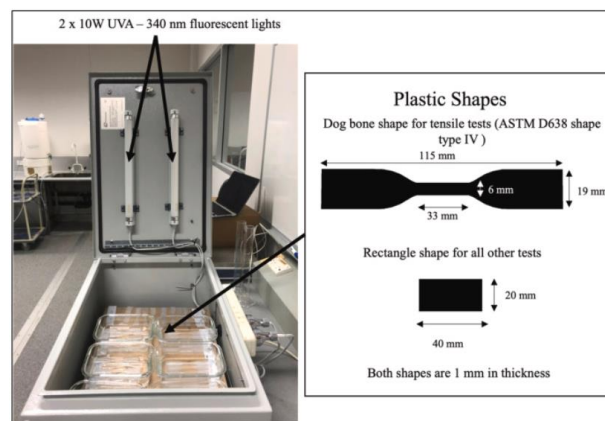 2 x 10W UVA – 340 nm fluorescent lights
Plastic Shapes
Dog bone shape for tensile tests (ASTM D638 shape
type IV )
115 mm
6 mm
19 mm
33 mm
Rectangle shape for all other tests
20 mm
40 mm
Both shapes are 1 mm in thickness